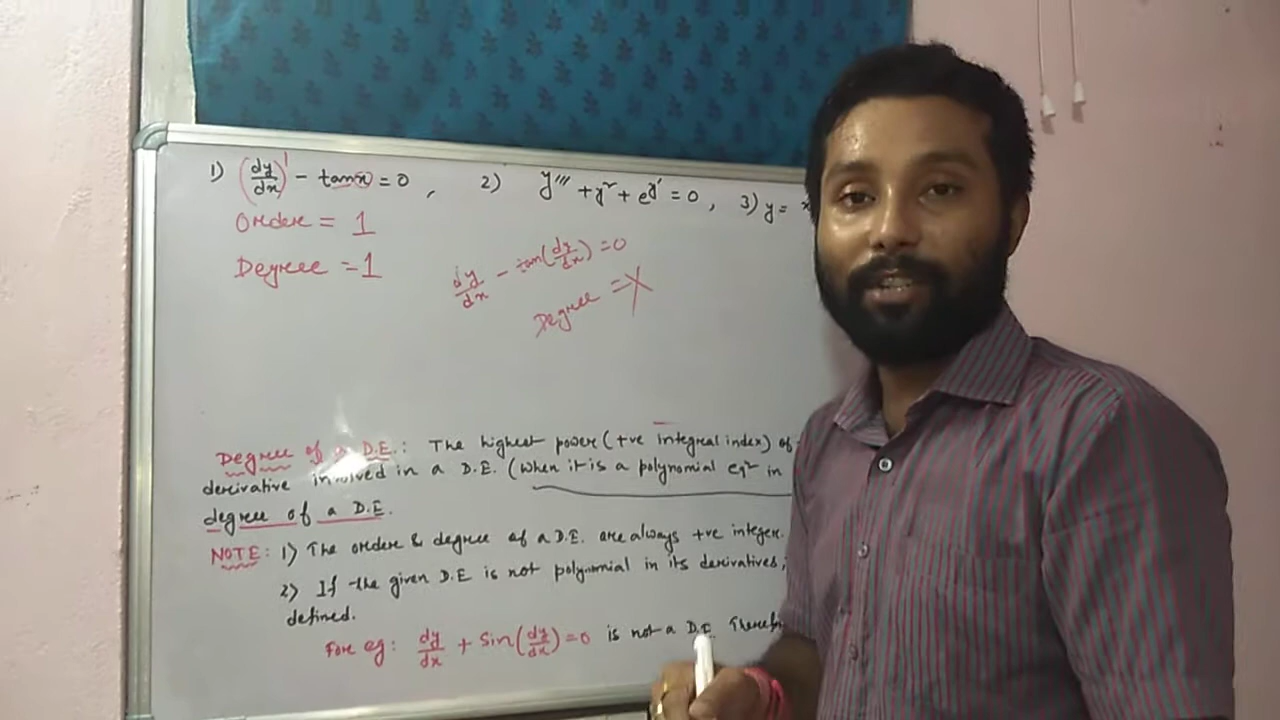 1) (dy/dx)¹ - tan x = 0 , 2) y''' + y² + e^y' = 0 , 3) y = x
Order = 1
Degree = 1
dy/dx - tan(dy/dx) = 0
Degree = X
Degree of a D.E.: The highest power (+ve integral index) of
derivative involved in a D.E. (when it is a polynomial eqⁿ in
degree of a D.E.
NOTE: 1) The order & degree of a D.E. are always +ve integer.
2) If the given D.E is not polynomial in its derivatives,
defined.
For eg: dy/dx + Sin(dy/dx) = 0 is not a D.E. Therefo